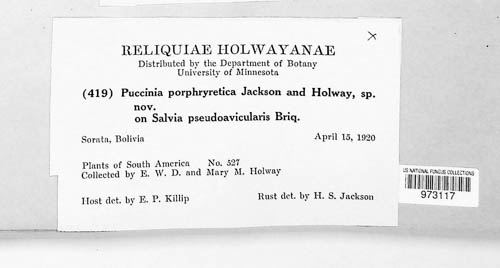 RELIQUIAE HOLWAYANAE
Distributed by the Department of Botany
University of Minnesota
(419) Puccinia porphyretica Jackson and Holway, sp.
nov.
on Salvia pseudoavicularis Briq.
Sorata, Bolivia April 15, 1920
Plants of South America No. 527
Collected by E. W. D. and Mary M. Holway
Host det. by E. P. Killip Rust det. by H. S. Jackson
US NATIONAL FUNGUS COLLECTIONS
973117